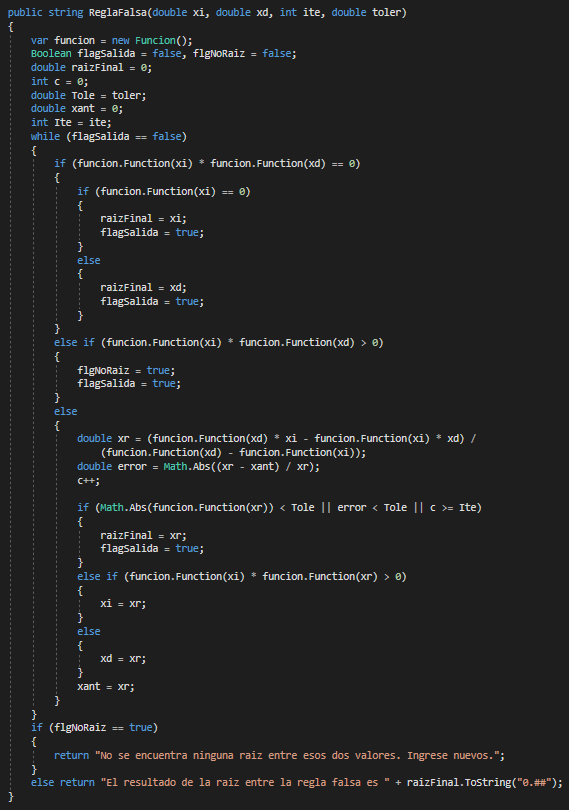 public string ReglaFalsa(double xi, double xd, int ite, double toler)
{
var funcion = new Funcion();
Boolean flagSalida = false, flgNoRaiz = false;
double raizFinal = 0;
int c = 0;
double Tole = toler;
double xant = 0;
int Ite = ite;
while (flagSalida == false)
{
if (funcion.Function(xi) * funcion.Function(xd) == 0)
{
if (funcion.Function(xi) == 0)
{
raizFinal = xi;
flagSalida = true;
}
else
{
raizFinal = xd;
flagSalida = true;
}
}
else if (funcion.Function(xi) * funcion.Function(xd) > 0)
{
flgNoRaiz = true;
flagSalida = true;
}
else
{
double xr = (funcion.Function(xd) * xi - funcion.Function(xi) * xd) /
(funcion.Function(xd) - funcion.Function(xi));
double error = Math.Abs((xr - xant) / xr);
c++;
if (Math.Abs(funcion.Function(xr)) < Tole || error < Tole || c >= Ite)
{
raizFinal = xr;
flagSalida = true;
}
else if (funcion.Function(xi) * funcion.Function(xr) > 0)
{
xi = xr;
}
else
{
xd = xr;
}
xant = xr;
}
}
if (flgNoRaiz == true)
{
return "No se encuentra ninguna raiz entre esos dos valores. Ingrese nuevos.";
}
else return "El resultado de la raiz entre la regla falsa es " + raizFinal.ToString("0.##");
}